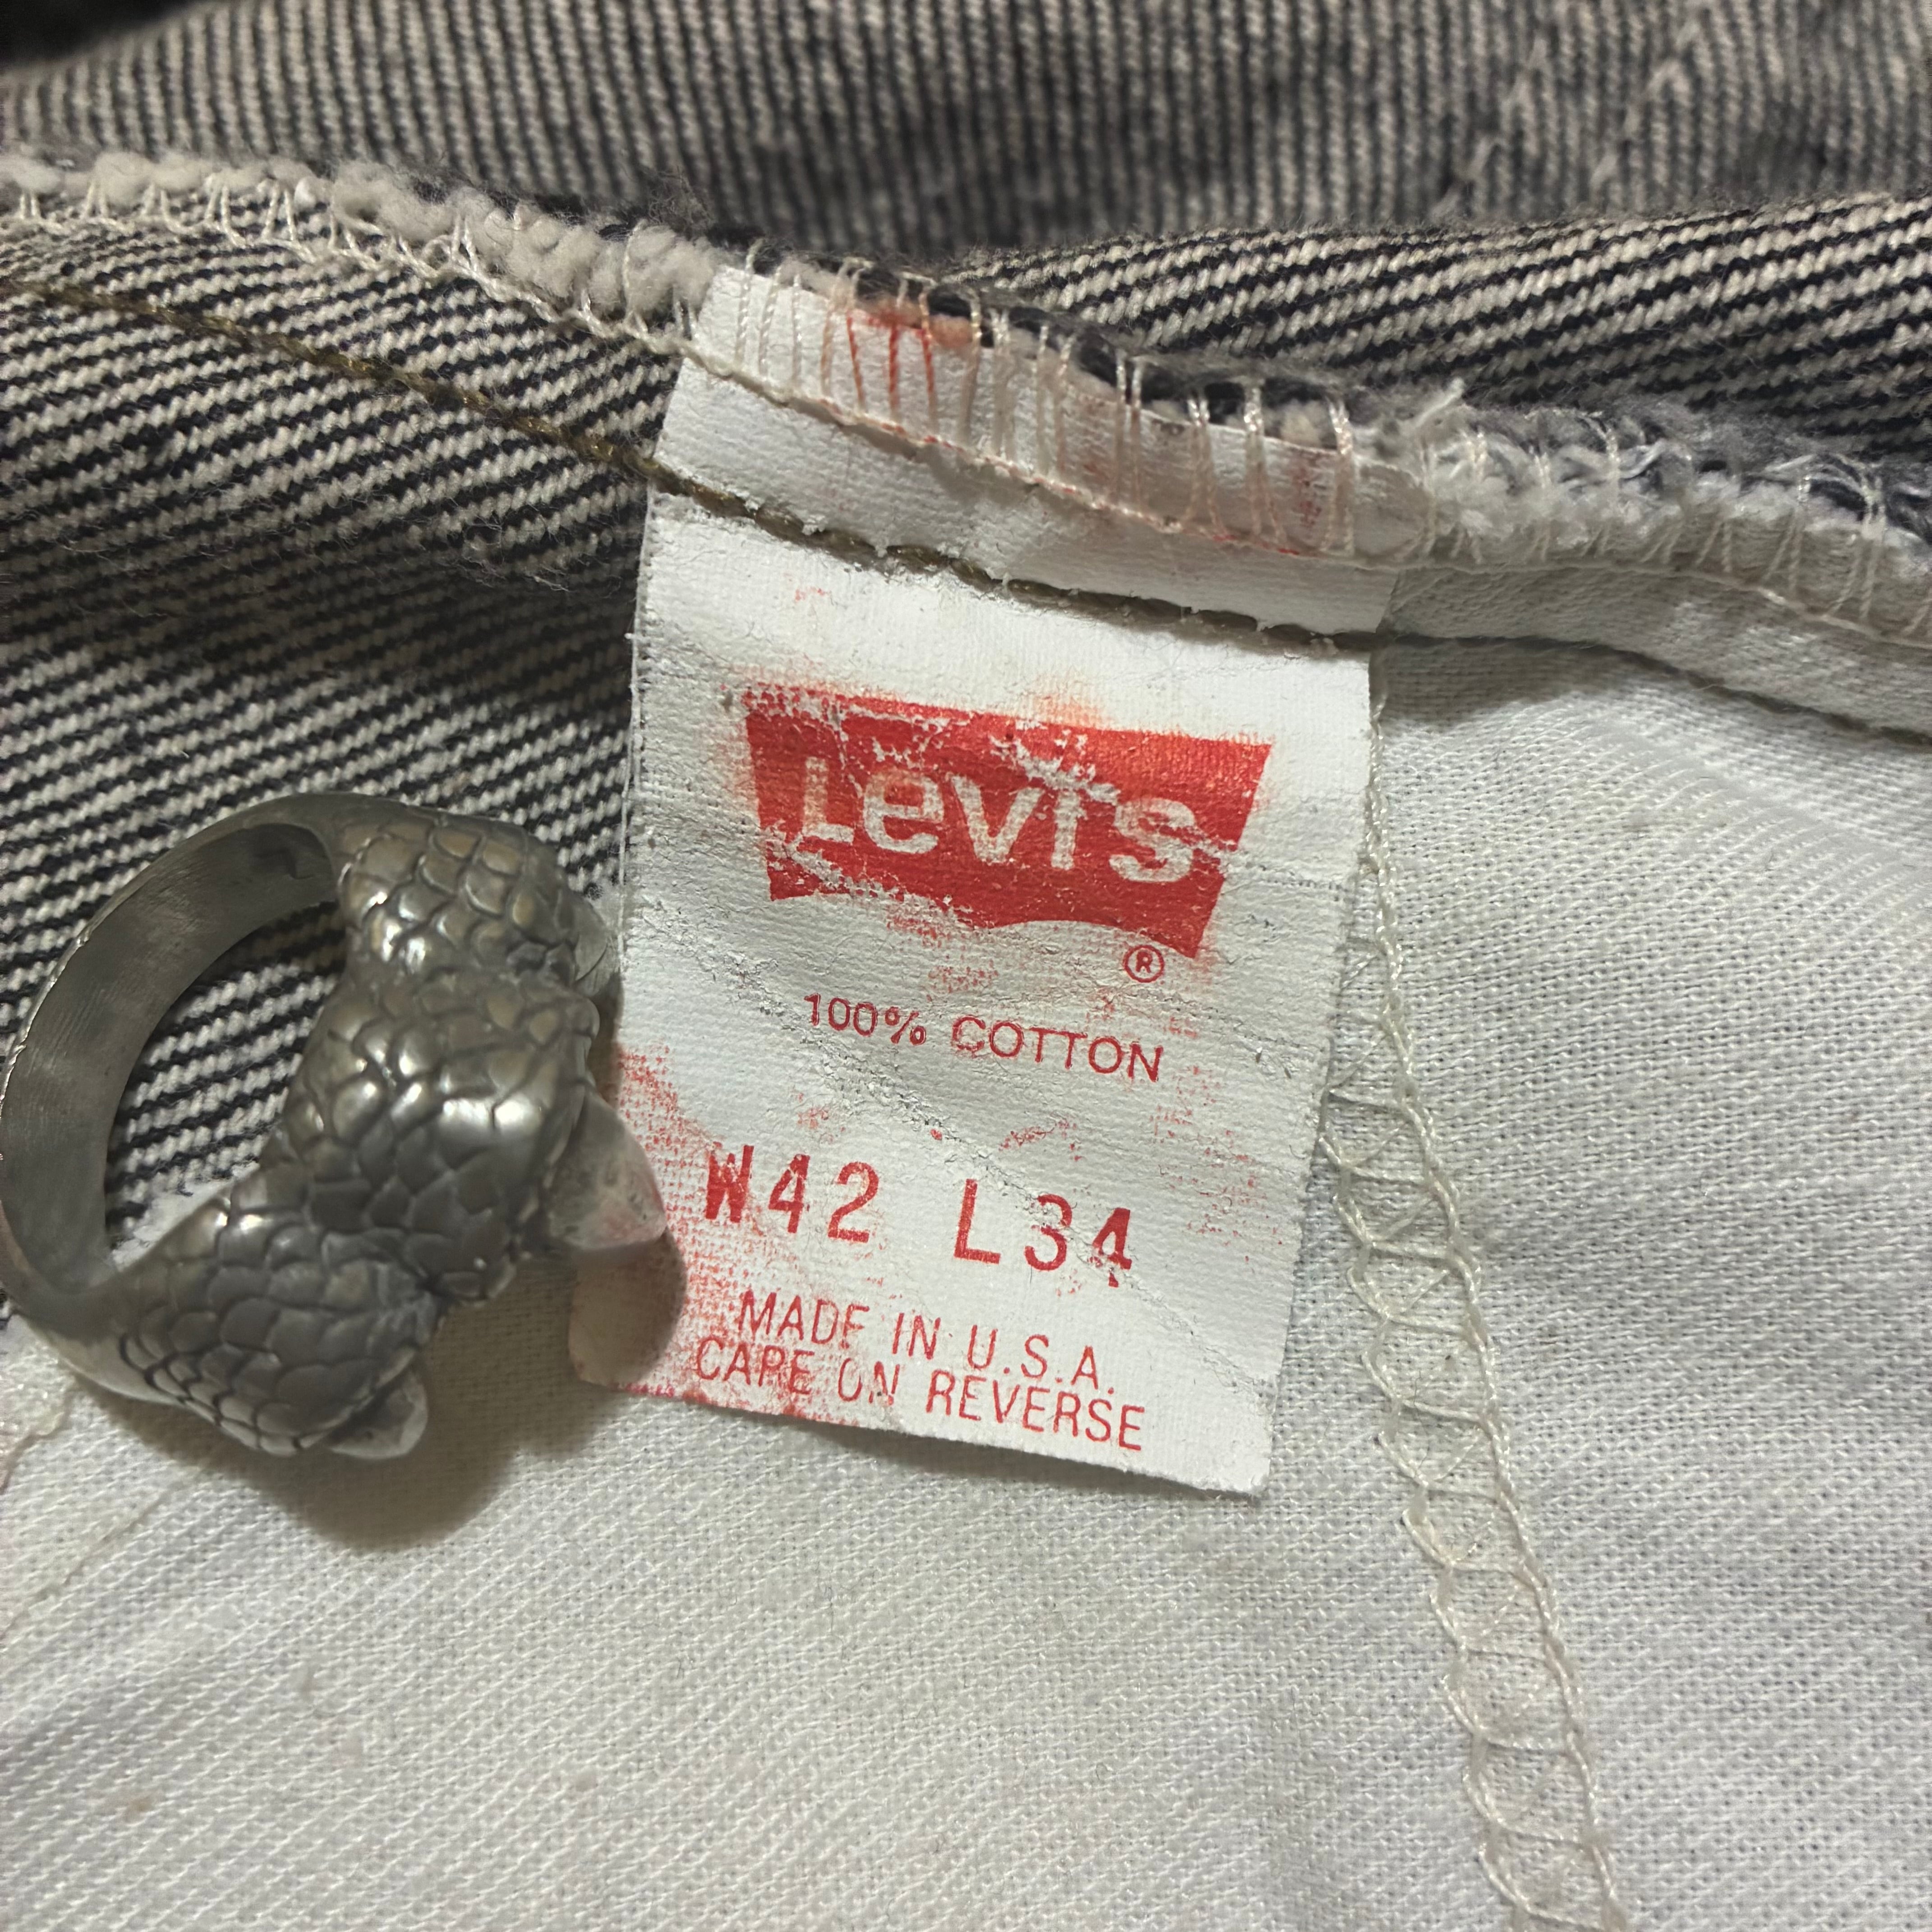 Levi's
®
100% COTTON
W42 L34
MADE IN U.S.A.
CARE ON REVERSE